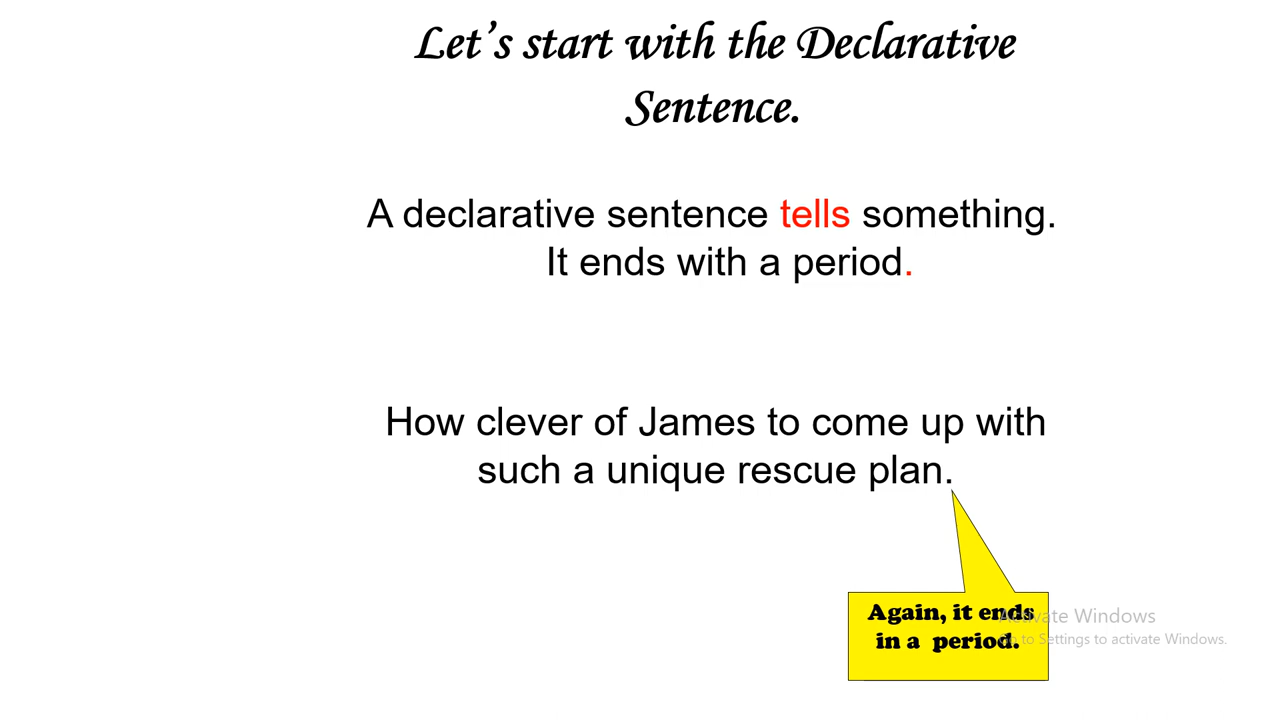 Let's start with the Declarative
Sentence.
A declarative sentence tells something.
It ends with a period.
How clever of James to come up with
such a unique rescue plan.
Again, it ends
in a period.
Activate Windows
Go to Settings to activate Windows.